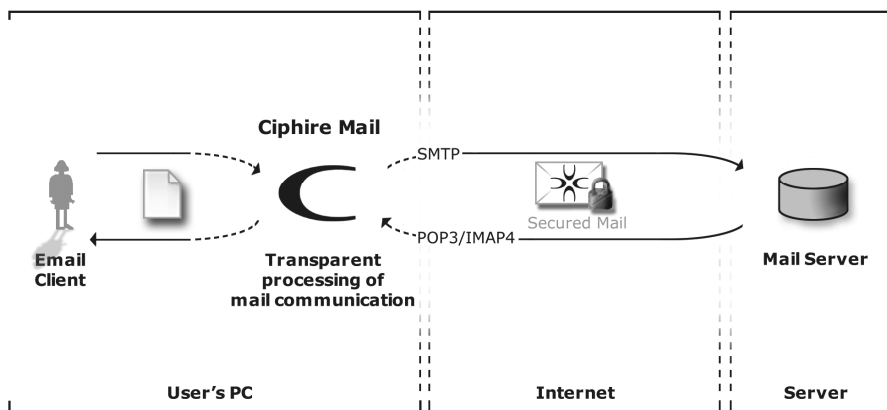 Ciphire Mail
SMTP
Secured Mail
POP3/IMAP4
Email
Client
Transparent
processing of
mail communication
Mail Server
User's PC
Internet
Server